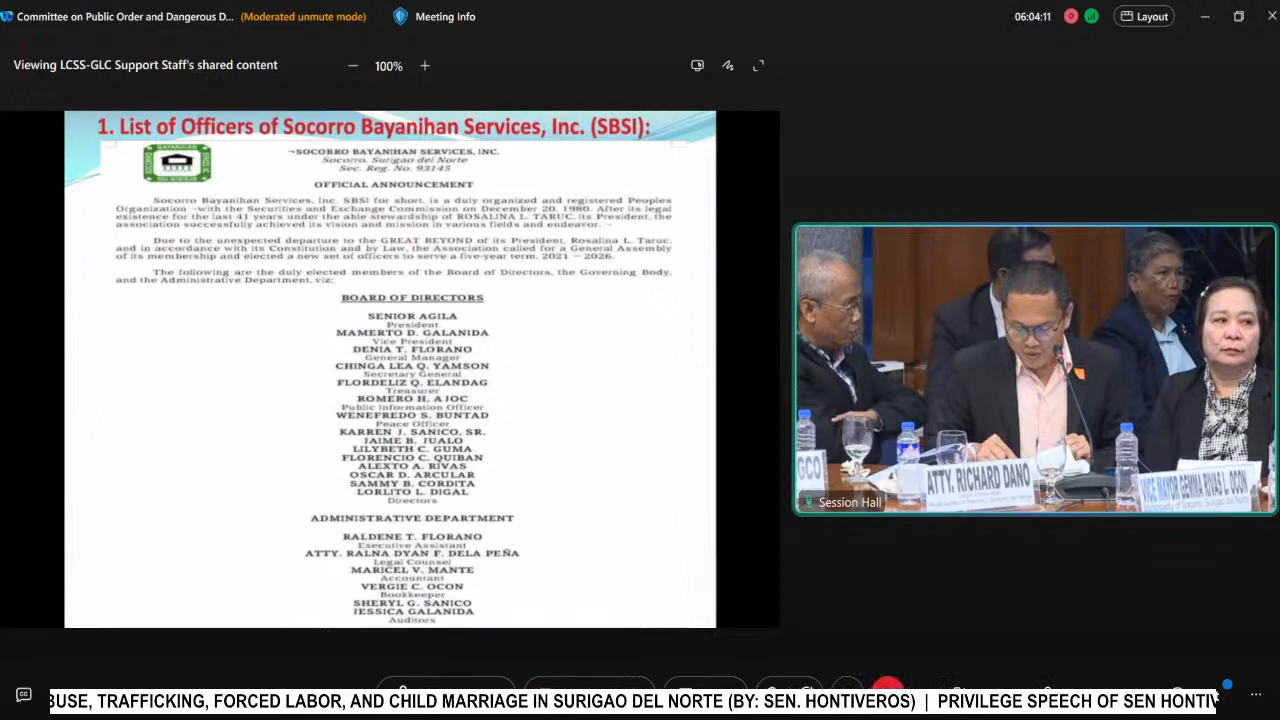 Committee on Public Order and Dangerous D... (Moderated unmute mode) Meeting Info 06:04:11 Layout
Viewing LCSS-GLC Support Staff's shared content 100%
1. List of Officers of Socorro Bayanihan Services, Inc. (SBSI):
SOCORRO BAYANIHAN SERVICES, INC.
Socorro, Surigao del Norte
Sec. Reg. No. 93145
OFFICIAL ANNOUNCEMENT
Socorro Bayanihan Services, Inc. SBSI for short, is a duly organized and registered Peoples
Organization with the Securities and Exchange Commission on December 20, 1980. After its legal
existence for the last 41 years under the able stewardship of ROSALINA L. TARUC, its President, the
association successfully achieved its vision and mission in various fields and endeavor.
Due to the unexpected departure to the GREAT BEYOND of its President, Rosalina L. Taruc,
and in accordance with its Constitution and by Law, the Association called for a General Assembly
of its membership and elected a new set of officers to serve a five-year term, 2021 – 2026.
The following are the duly elected members of the Board of Directors, the Governing Body,
and the Administrative Department, viz;
BOARD OF DIRECTORS
SENIOR AGILA
President
MAMERTO D. GALANIDA
Vice President
DENIA T. FLORANO
General Manager
CHINGA LEA Q. YAMSON
Secretary General
FLORDELIZ Q. ELANDAG
Treasurer
ROMERO H. AJOC
Public Information Officer
WENEFREDO S. BUNTAD
Peace Officer
KARREN J. SANICO, SR.
JAIME B. JUALO
LILYBETH C. GUMA
FLORENCIO C. QUIBAN
ALEXTO A. RIVAS
OSCAR D. ARCULAR
SAMMY B. CORDITA
LORLITO L. DIGAL
Directors
ADMINISTRATIVE DEPARTMENT
RALDENE T. FLORANO
Executive Assistant
ATTY. RALNA DYAN F. DELA PEÑA
Legal Counsel
MARICEL V. MANTE
Accountant
VERGIE C. OCON
Bookkeeper
SHERYL G. SANICO
JESSICA GALANIDA
Auditors
GCO
ATTY. RICHARD DANO
VICE MAYOR GEMMA RIVAS L. OCON
Session Hall
BUSE, TRAFFICKING, FORCED LABOR, AND CHILD MARRIAGE IN SURIGAO DEL NORTE (BY: SEN. HONTIVEROS) | PRIVILEGE SPEECH OF SEN HONTIV